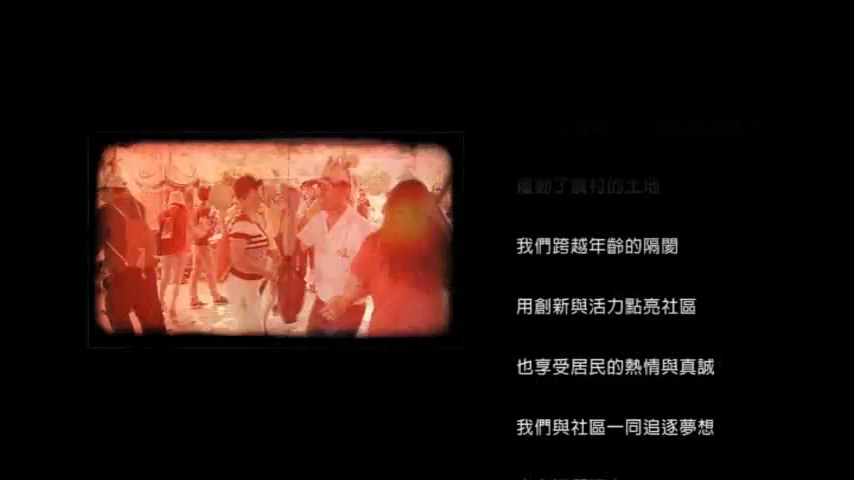 動了農村的土地
我們跨越年齡的隔閡
用創新與活力點亮社區
也享受居民的熱情與真誠
我們與社區一同追逐夢想